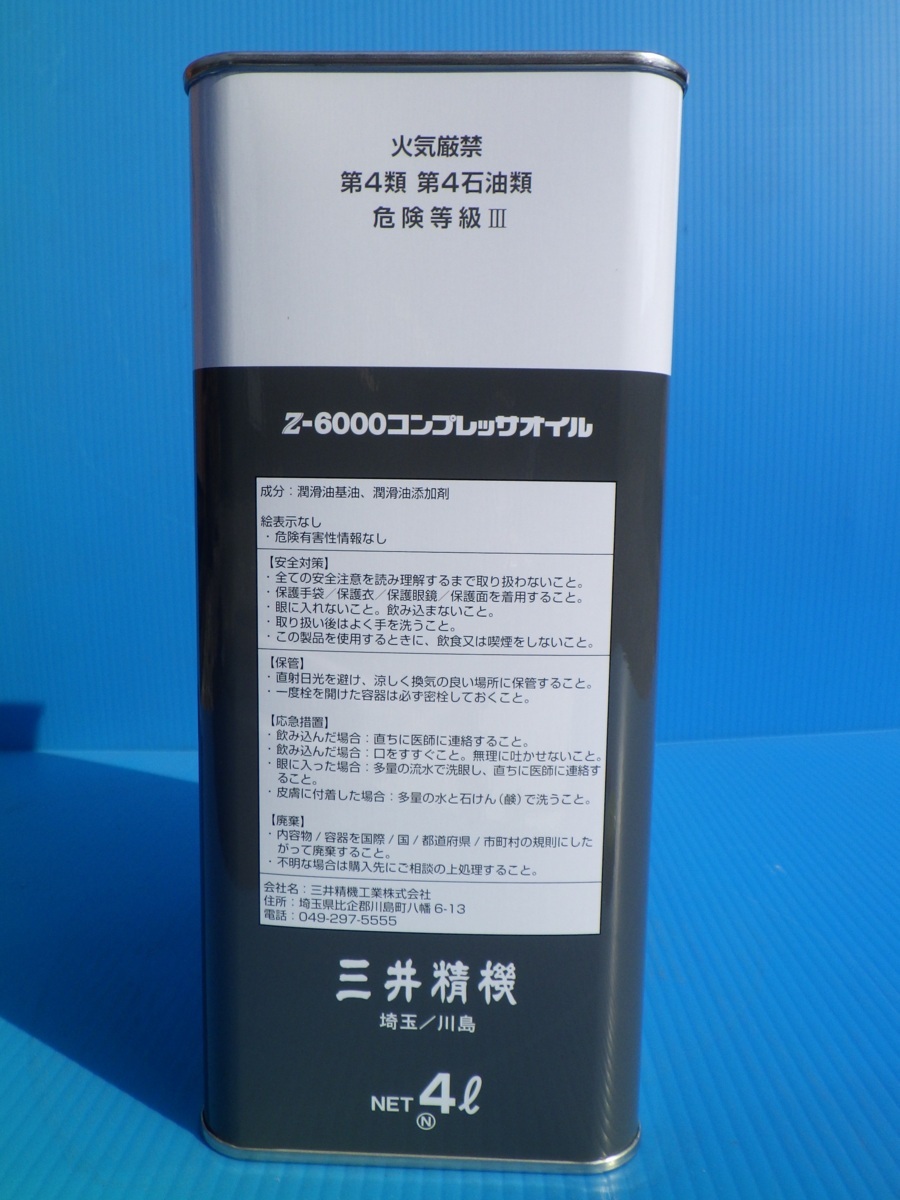 火気厳禁
第4類 第4石油類
危険等級 Ⅲ
Z-6000コンプレッサオイル
成分：潤滑油基油、潤滑油添加剤
絵表示なし
・危険有害性情報なし
【安全対策】
・全ての安全注意を読み理解するまで取り扱わないこと。
・保護手袋／保護衣／保護眼鏡／保護面を着用すること。
・眼に入れないこと。飲み込まないこと。
・取り扱い後はよく手を洗うこと。
・この製品を使用するときに、飲食又は喫煙をしないこと。
【保管】
・直射日光を避け、涼しく換気の良い場所に保管すること。
・一度栓を開けた容器は必ず密栓しておくこと。
【応急措置】
・飲み込んだ場合：直ちに医師に連絡すること。
・飲み込んだ場合：口をすすぐこと。無理に吐かせないこと。
・眼に入った場合：多量の流水で洗眼し、直ちに医師に連絡す
ること。
・皮膚に付着した場合：多量の水と石けん（鹸）で洗うこと。
【廃棄】
・内容物 / 容器を国際 / 国 / 都道府県 / 市町村の規則にした
がって廃棄すること。
・不明な場合は購入先にご相談の上処理すること。
会社名：三井精機工業株式会社
住所：埼玉県比企郡川島町八幡 6-13
電話：049-297-5555
三井精機
埼玉／川島
NET 4ℓ
Ⓝ